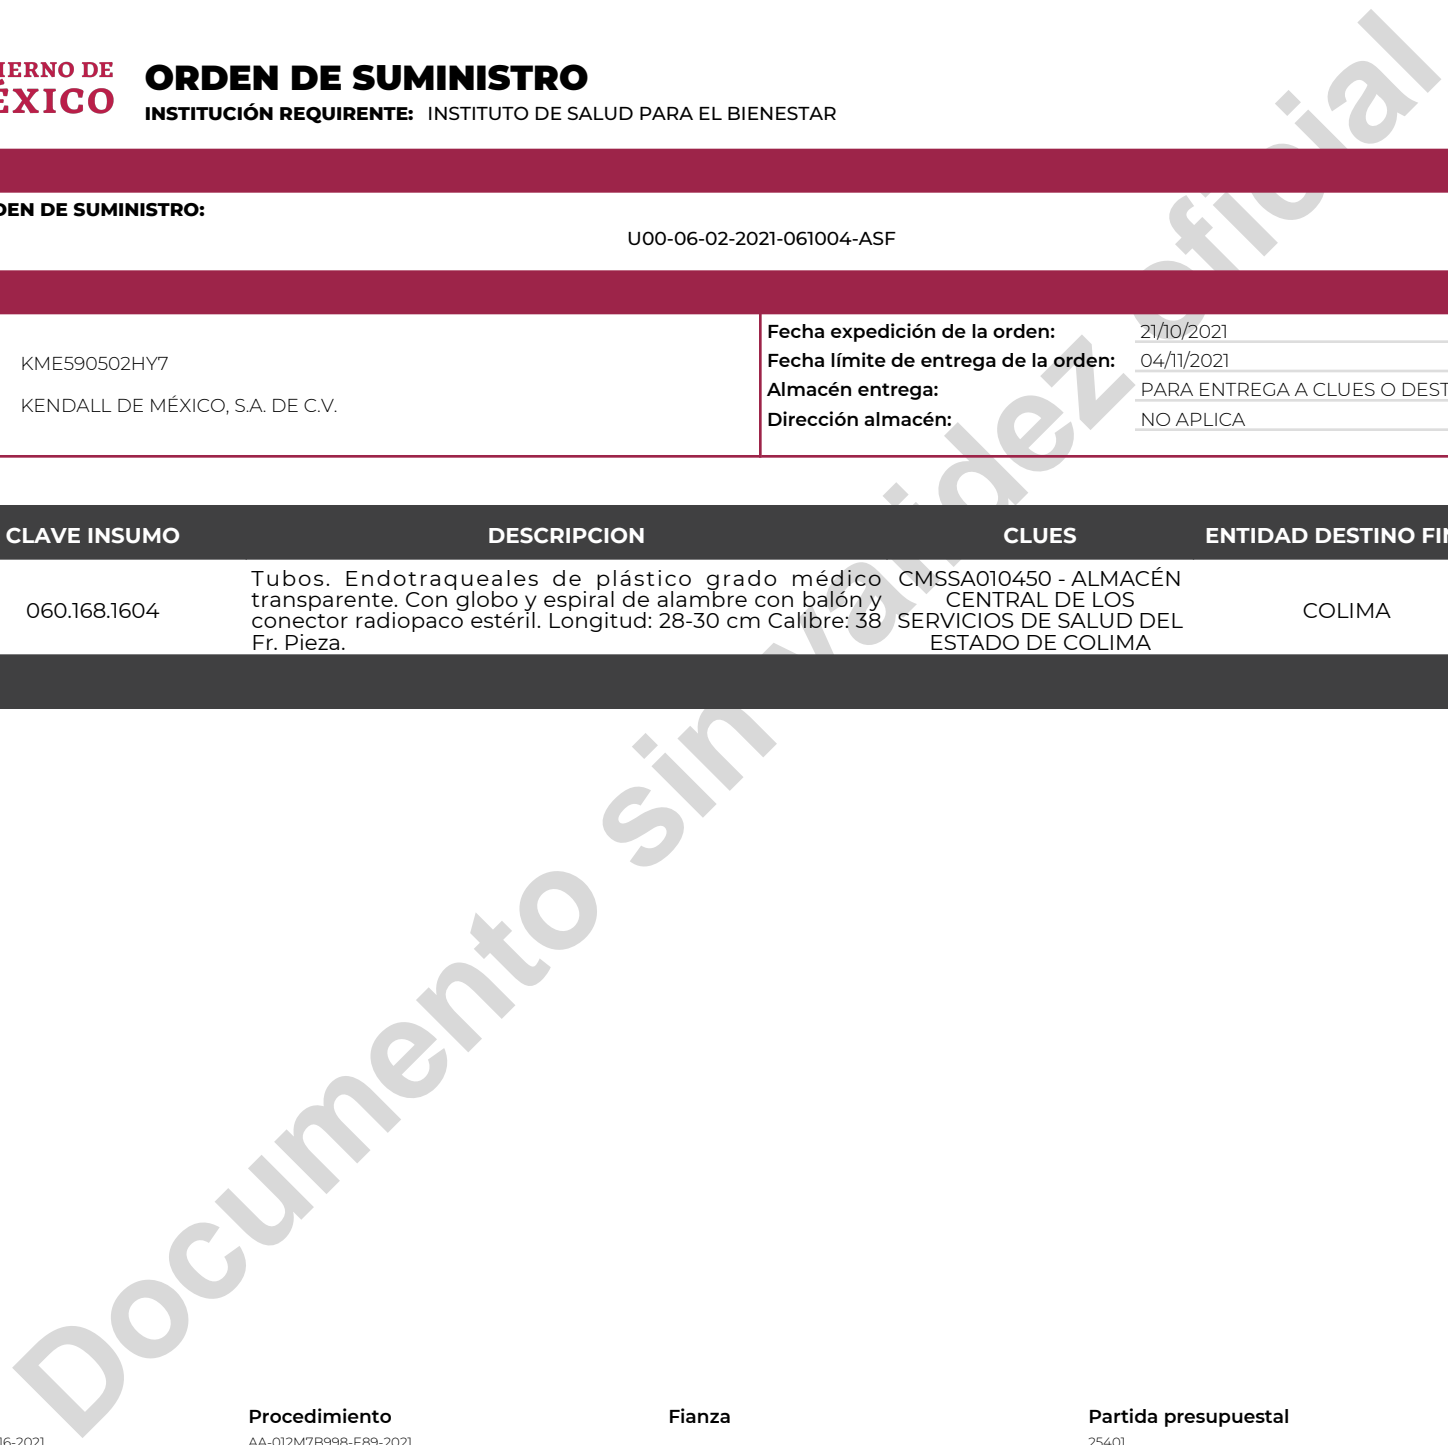 IERNO DE
ÉXICO
ORDEN DE SUMINISTRO
INSTITUCIÓN REQUIRENTE: INSTITUTO DE SALUD PARA EL BIENESTAR
DEN DE SUMINISTRO:
U00-06-02-2021-061004-ASF
KME590502HY7
KENDALL DE MÉXICO, S.A. DE C.V.
Fecha expedición de la orden: 21/10/2021
Fecha límite de entrega de la orden: 04/11/2021
Almacén entrega: PARA ENTREGA A CLUES O DEST
Dirección almacén: NO APLICA
CLAVE INSUMO DESCRIPCION CLUES ENTIDAD DESTINO FIN
060.168.1604
Tubos. Endotraqueales de plástico grado médico
transparente. Con globo y espiral de alambre con balón y
conector radiopaco estéril. Longitud: 28-30 cm Calibre: 38
Fr. Pieza.
CMSSA010450 - ALMACÉN
CENTRAL DE LOS
SERVICIOS DE SALUD DEL
ESTADO DE COLIMA
COLIMA
Documento sin validez oficial
Procedimiento Fianza Partida presupuestal
16-2021 AA-012M7B998-E89-2021 25401